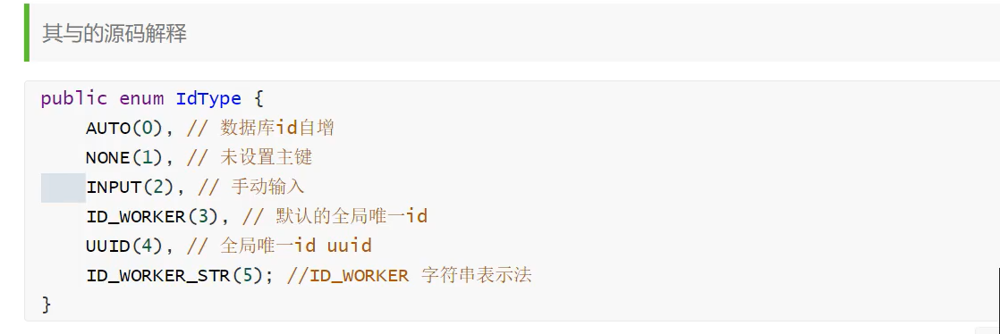 其与的源码解释
public enum IdType {
AUTO(0), // 数据库id自增
NONE(1), // 未设置主键
INPUT(2), // 手动输入
ID_WORKER(3), // 默认的全局唯一id
UUID(4), // 全局唯一id uuid
ID_WORKER_STR(5); //ID_WORKER 字符串表示法
}